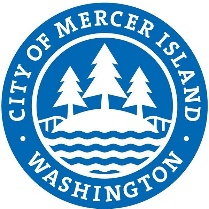 CITY OF MERCER ISLAND
WASHINGTON